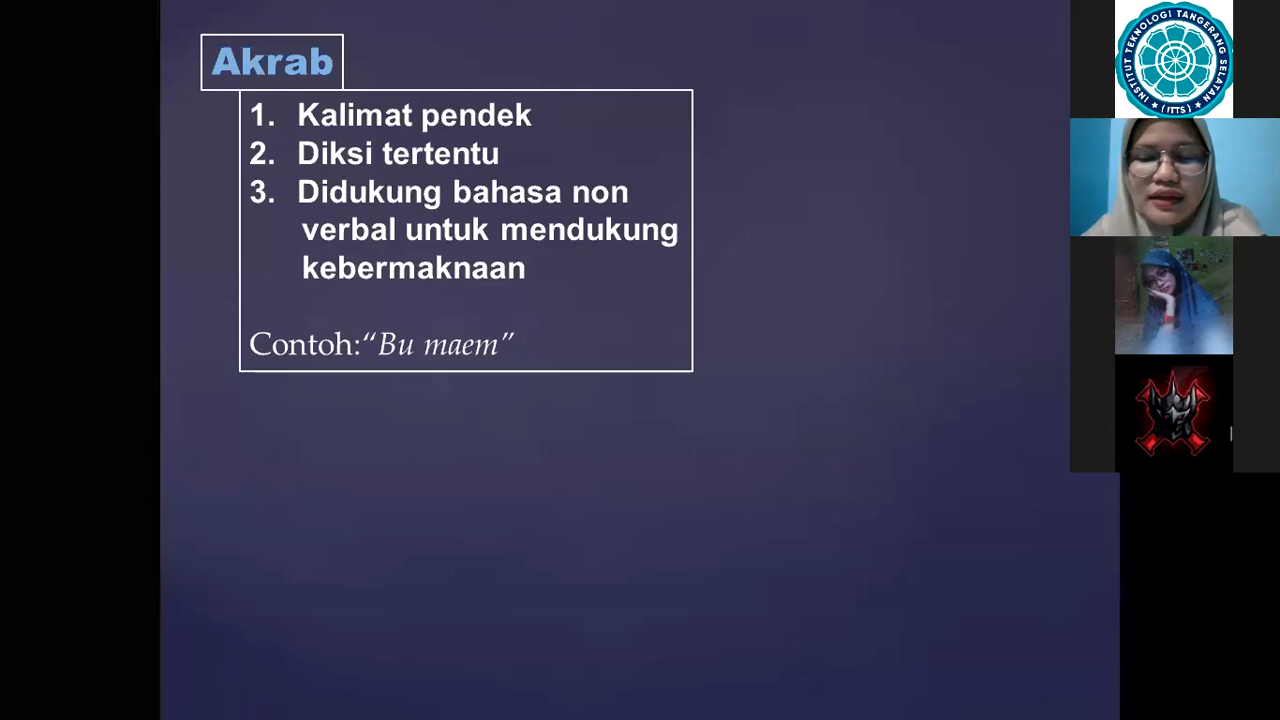 Akrab
1. Kalimat pendek
2. Diksi tertentu
3. Didukung bahasa non
verbal untuk mendukung
kebermaknaan
Contoh:“Bu maem”
INSTITUT TEKNOLOGI TANGERANG SELATAN
(ITTS)